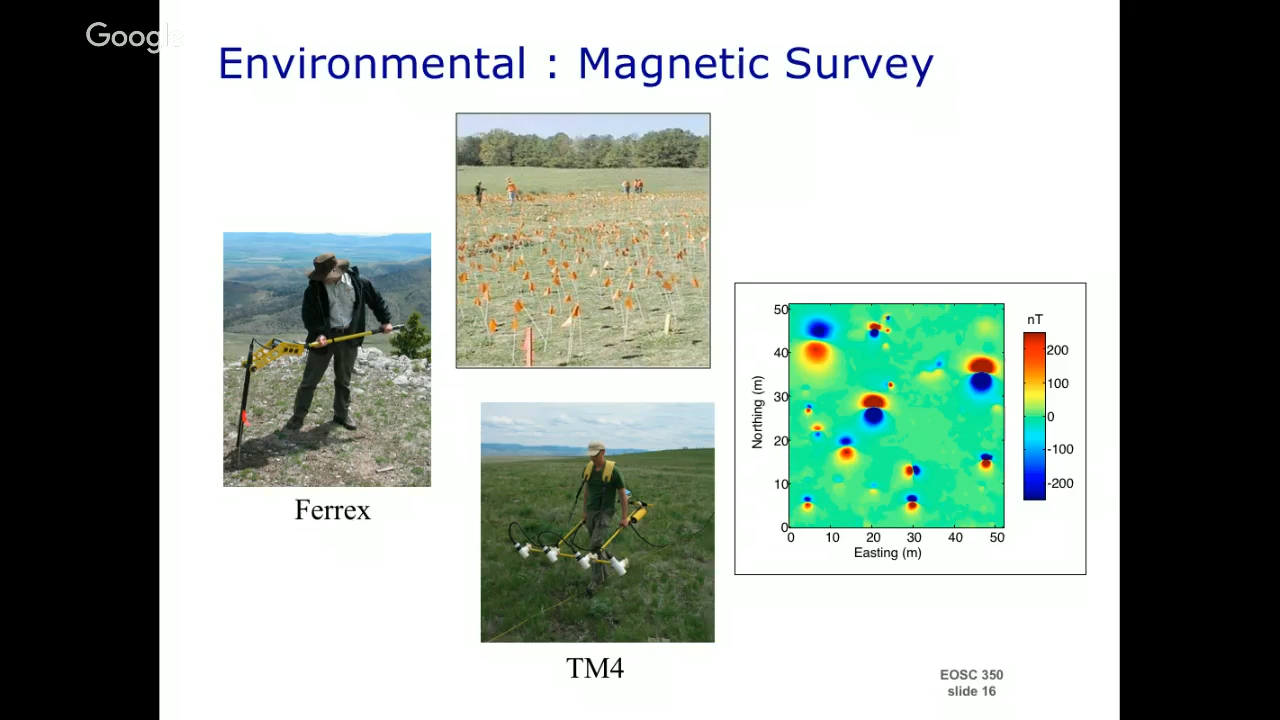 Google
Environmental : Magnetic Survey
Ferrex
TM4
nT
200
100
0
-100
-200
50
40
30
20
10
0
Northing (m)
0 10 20 30 40 50
Easting (m)
EOSC 350
slide 16